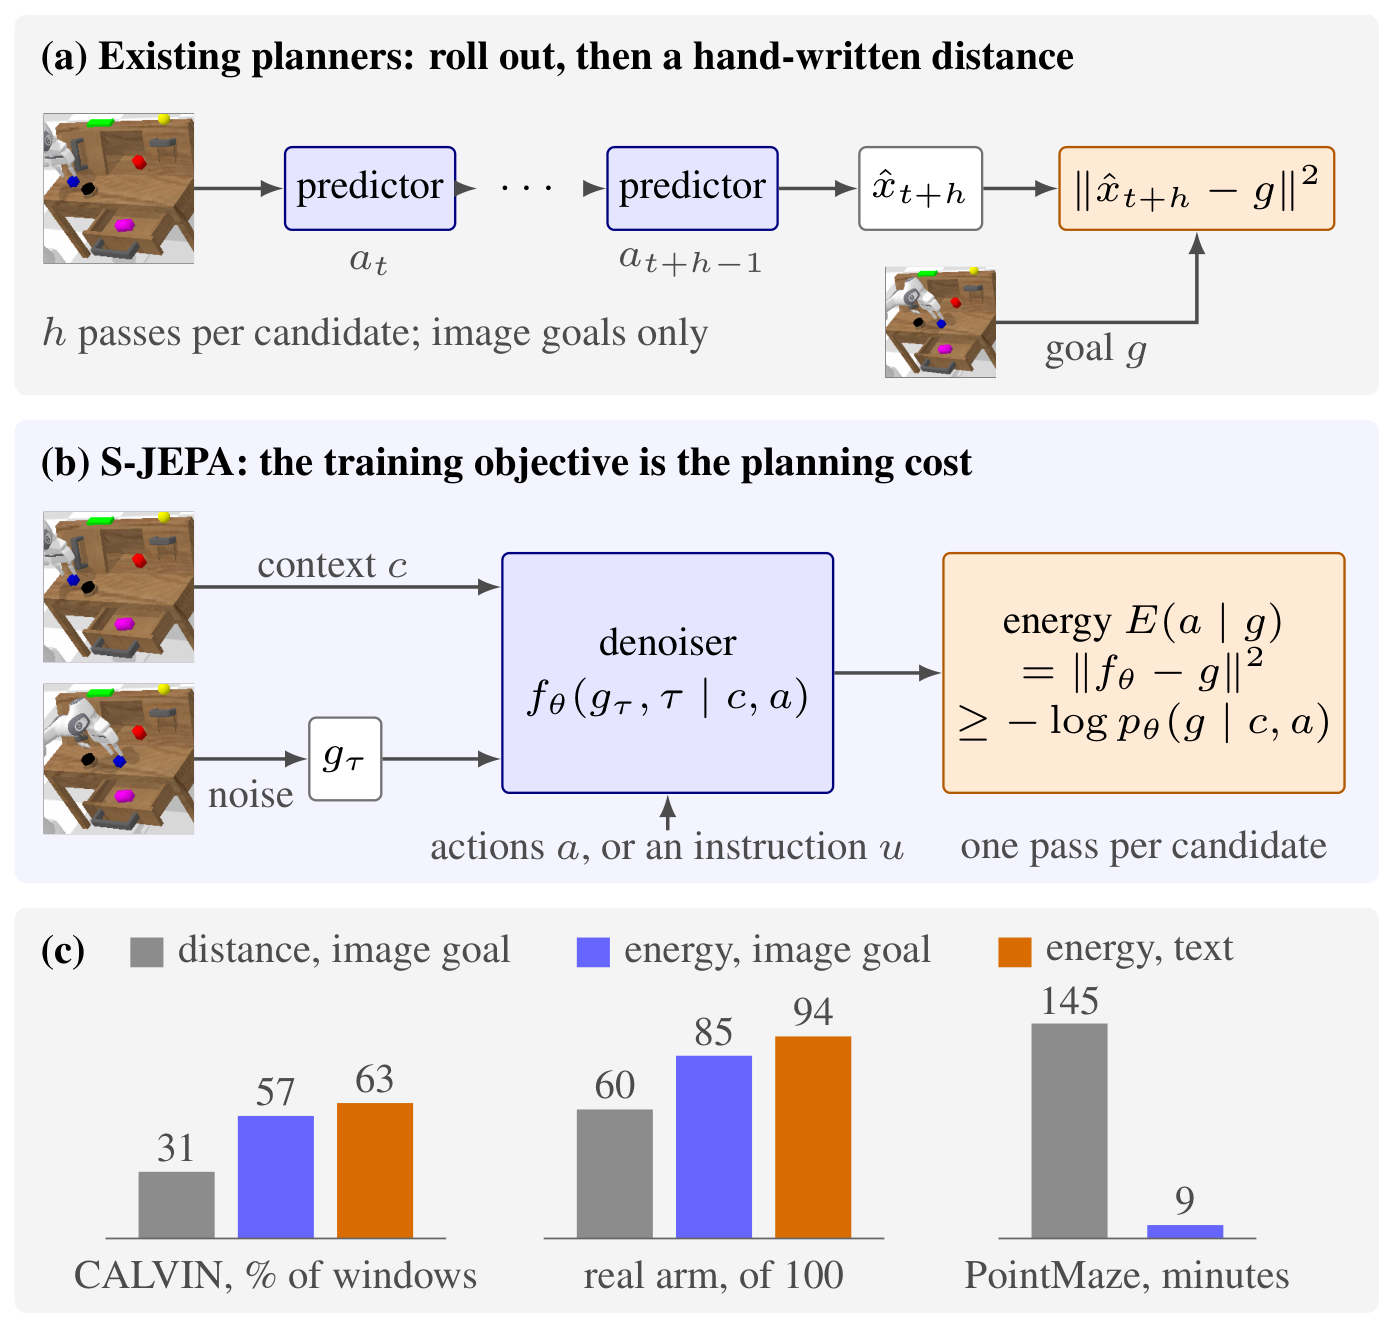 (a) Existing planners: roll out, then a hand-written distance
predictor
· · ·
predictor
x̂ₜ₊ₕ
‖x̂ₜ₊ₕ − g‖²
aₜ
aₜ₊ₕ₋₁
h passes per candidate; image goals only
goal g
(b) S-JEPA: the training objective is the planning cost
context c
denoiser
f_θ(g_τ, τ | c, a)
energy E(a | g)
= ‖f_θ − g‖²
≥ − log p_θ(g | c, a)
g_τ
noise
actions a, or an instruction u
one pass per candidate
(c)
distance, image goal
energy, image goal
energy, text
31
57
63
CALVIN, % of windows
60
85
94
real arm, of 100
145
9
PointMaze, minutes